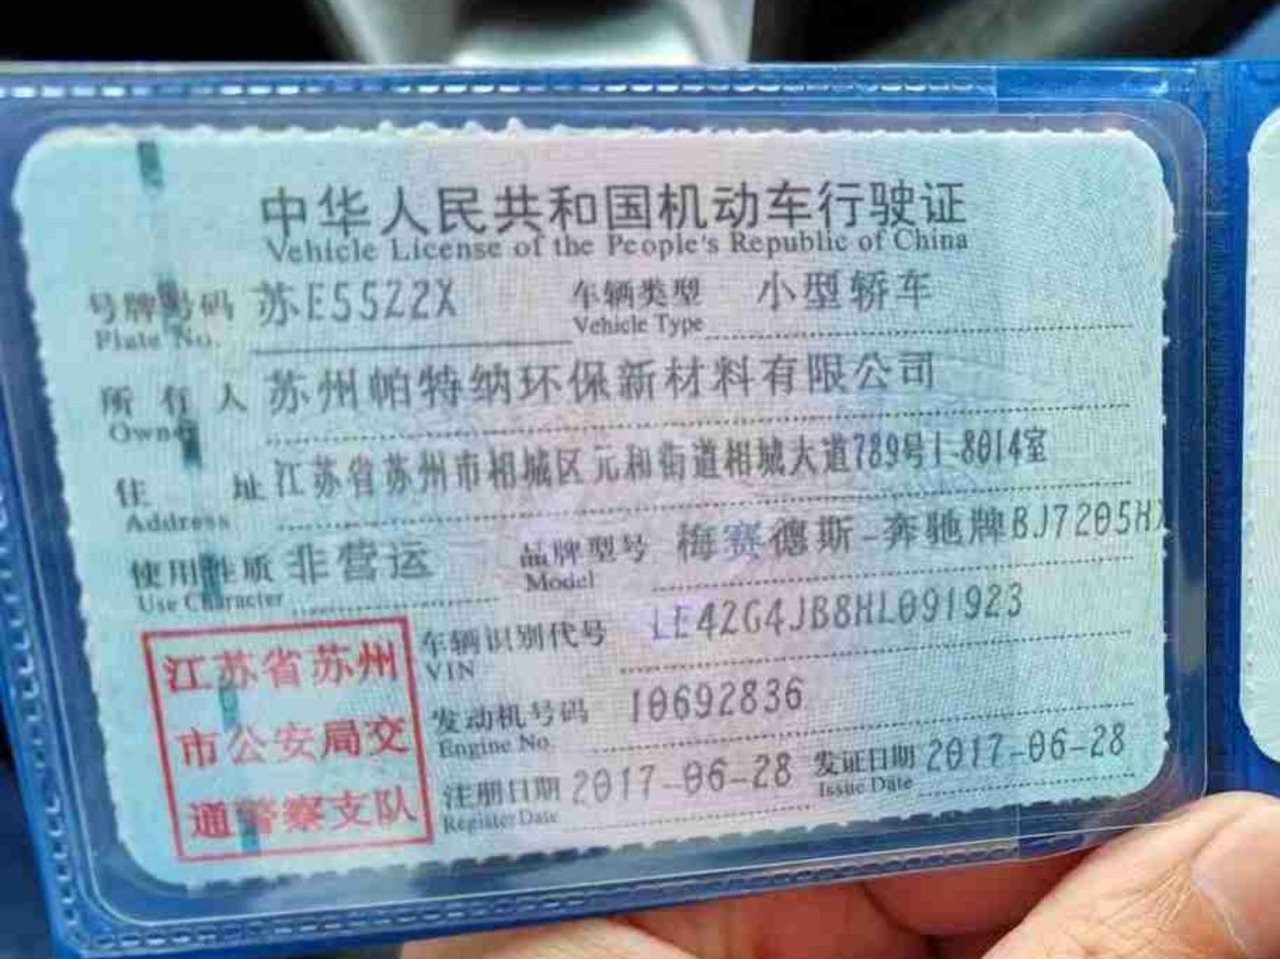 中华人民共和国机动车行驶证
Vehicle License of the People's Republic of China
号牌号码 苏E5522X 车辆类型 小型轿车
Plate No. Vehicle Type
所有人 苏州帕特纳环保新材料有限公司
Owner
住址 江苏省苏州市相城区元和街道相城大道789号1-8014室
Address
使用性质 非营运 品牌型号 梅赛德斯-奔驰牌BJ7205H
Use Character Model
车辆识别代号 LE42G4JB8HL091923
VIN
发动机号码 10692836
Engine No.
注册日期 2017-06-28 发证日期 2017-06-28
Register Date Issue Date
江苏省苏州
市公安局交
通警察支队